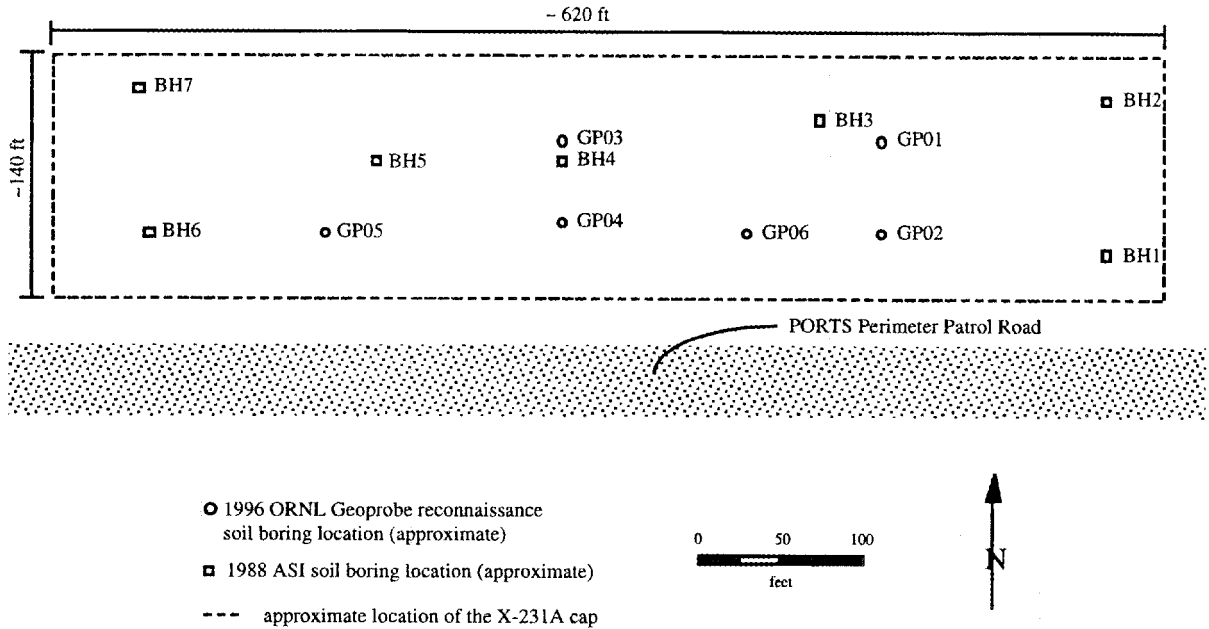 ~ 620 ft
~140 ft
BH7
BH2
BH3
GP03
GP01
BH5
BH4
GP04
BH6
GP05
GP06
GP02
BH1
PORTS Perimeter Patrol Road
1996 ORNL Geoprobe reconnaissance
soil boring location (approximate)
1988 ASI soil boring location (approximate)
approximate location of the X-231A cap
0 50 100
feet
N